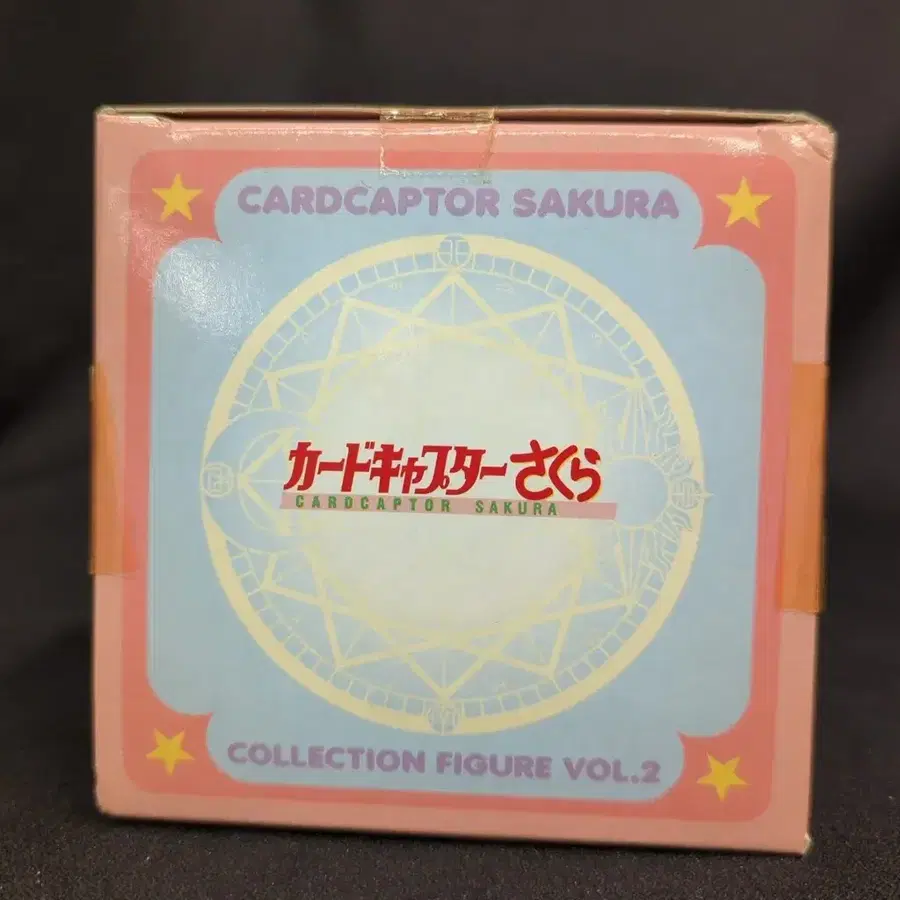 CARDCAPTOR SAKURA
カードキャプターさくら
CARDCAPTOR SAKURA
COLLECTION FIGURE VOL.2